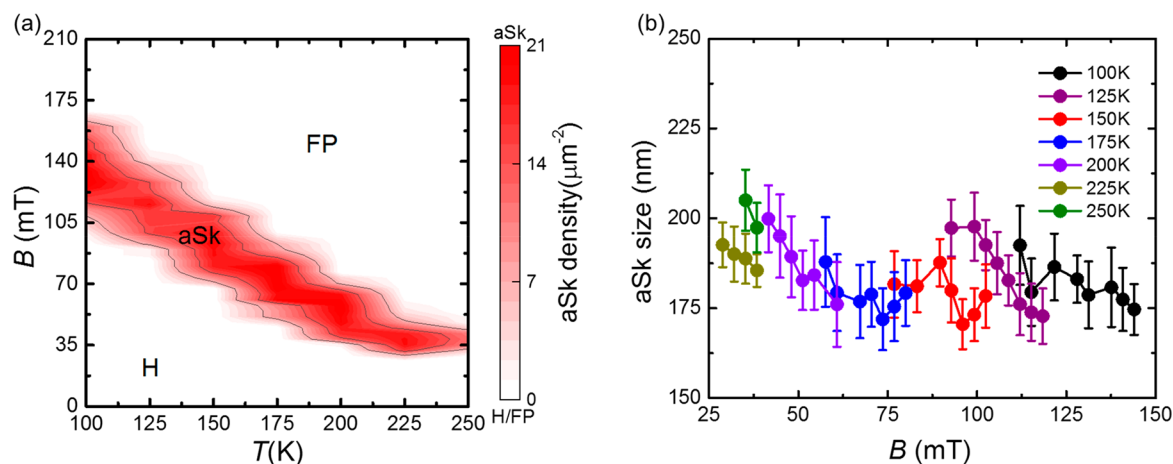 (a)
210
175
140
105
70
35
0
B (mT)
100 125 150 175 200 225 250
T(K)
FP
aSk
H
aSk
21
14
7
0
H/FP
aSk density(μm⁻²)
(b)
250
225
200
175
150
aSk size (nm)
29 50 75 100 125 150
B (mT)
100K
125K
150K
175K
200K
225K
250K